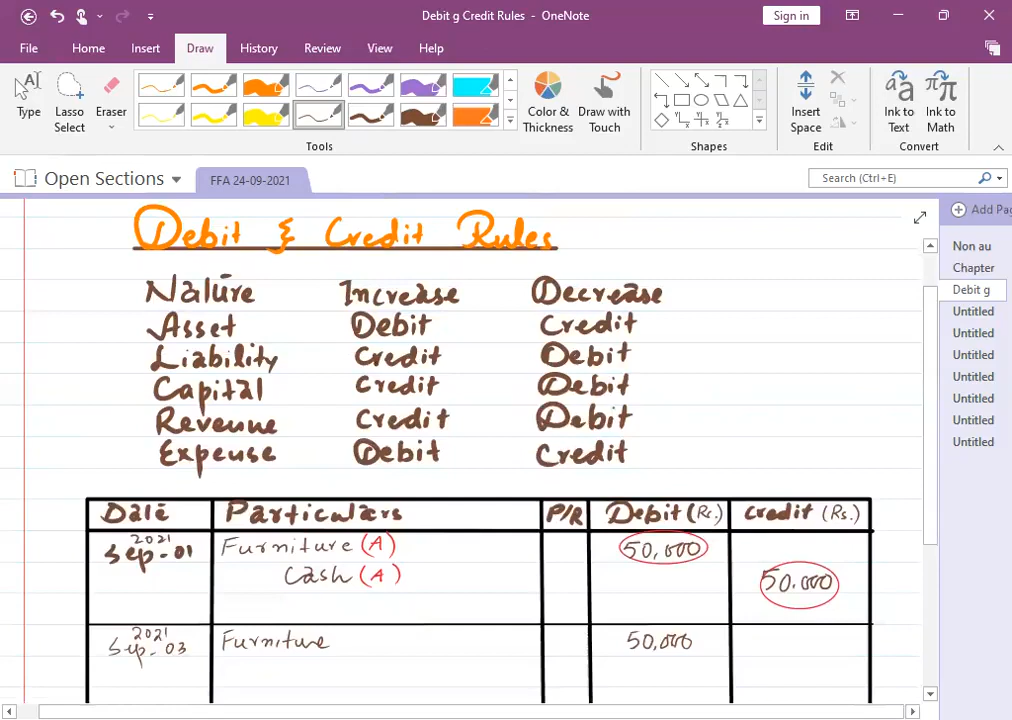 Debit g Credit Rules - OneNote
Sign in
File Home Insert Draw History Review View Help
Type
Lasso Select
Eraser
Color & Thickness
Draw with Touch
Insert Space
Ink to Text
Ink to Math
Tools
Shapes
Edit
Convert
Open Sections
FFA 24-09-2021
Search (Ctrl+E)
Add Pag
Non au
Chapter
Debit g
Untitled
Untitled
Untitled
Untitled
Untitled
Untitled
Untitled
Debit & Credit Rules
Nature Increase Decrease
Asset Debit Credit
Liability Credit Debit
Capital Credit Debit
Revenue Credit Debit
Expense Debit Credit
Date Particulars P/R Debit (Rs.) Credit (Rs.)
2021
Sep-01 Furniture (A) 50,000
Cash (A) 50,000
2021
Sep-03 Furniture 50,000